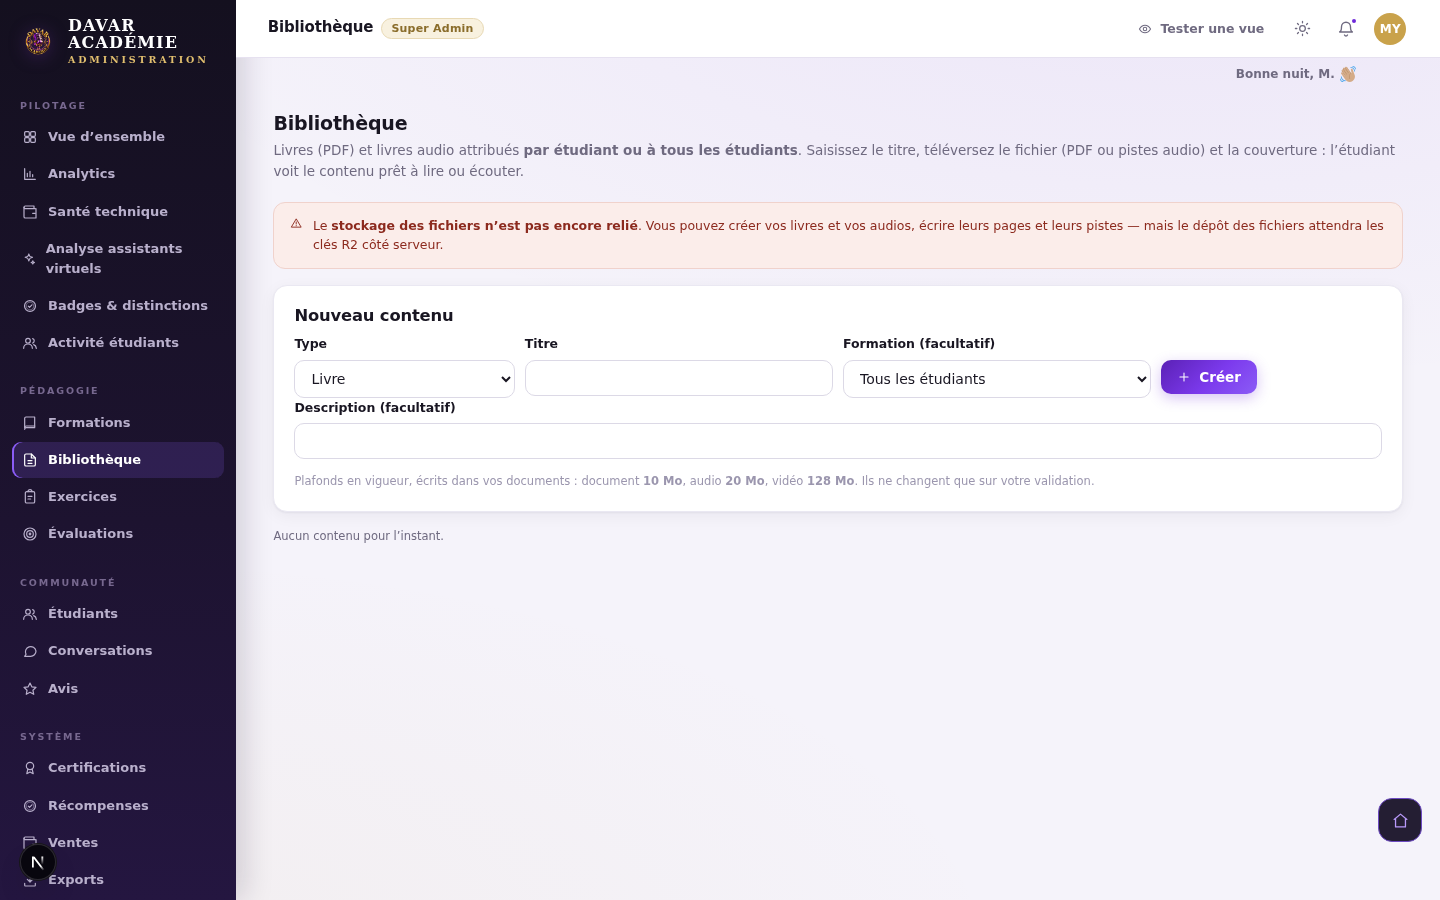 DAVAR
ACADÉMIE
ADMINISTRATION
PILOTAGE
Vue d’ensemble
Analytics
Santé technique
Analyse assistants
virtuels
Badges & distinctions
Activité étudiants
PÉDAGOGIE
Formations
Bibliothèque
Exercices
Évaluations
COMMUNAUTÉ
Étudiants
Conversations
Avis
SYSTÈME
Certifications
Récompenses
Ventes
Exports
N
Bibliothèque
Super Admin
Tester une vue
MY
Bonne nuit, M. 👋🏽
Bibliothèque
Livres (PDF) et livres audio attribués par étudiant ou à tous les étudiants. Saisissez le titre, téléversez le fichier (PDF ou pistes audio) et la couverture : l’étudiant
voit le contenu prêt à lire ou écouter.
Le stockage des fichiers n’est pas encore relié. Vous pouvez créer vos livres et vos audios, écrire leurs pages et leurs pistes — mais le dépôt des fichiers attendra les
clés R2 côté serveur.
Nouveau contenu
Type
Titre
Formation (facultatif)
Livre
Tous les étudiants
Créer
Description (facultatif)
Plafonds en vigueur, écrits dans vos documents : document 10 Mo, audio 20 Mo, vidéo 128 Mo. Ils ne changent que sur votre validation.
Aucun contenu pour l’instant.